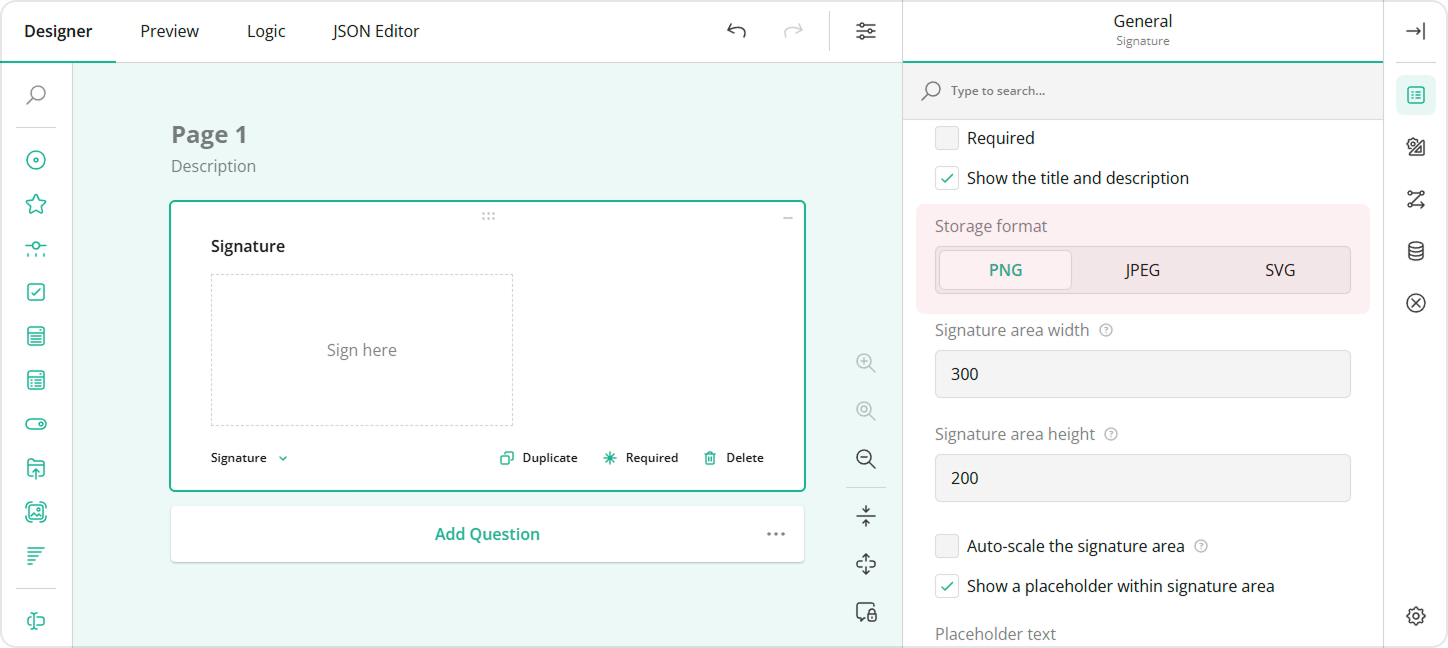 Designer Preview Logic JSON Editor
General
Signature
Type to search...
Page 1
Description
Signature
Sign here
Signature Duplicate Required Delete
Add Question
Required
Show the title and description
Storage format
PNG JPEG SVG
Signature area width
300
Signature area height
200
Auto-scale the signature area
Show a placeholder within signature area
Placeholder text